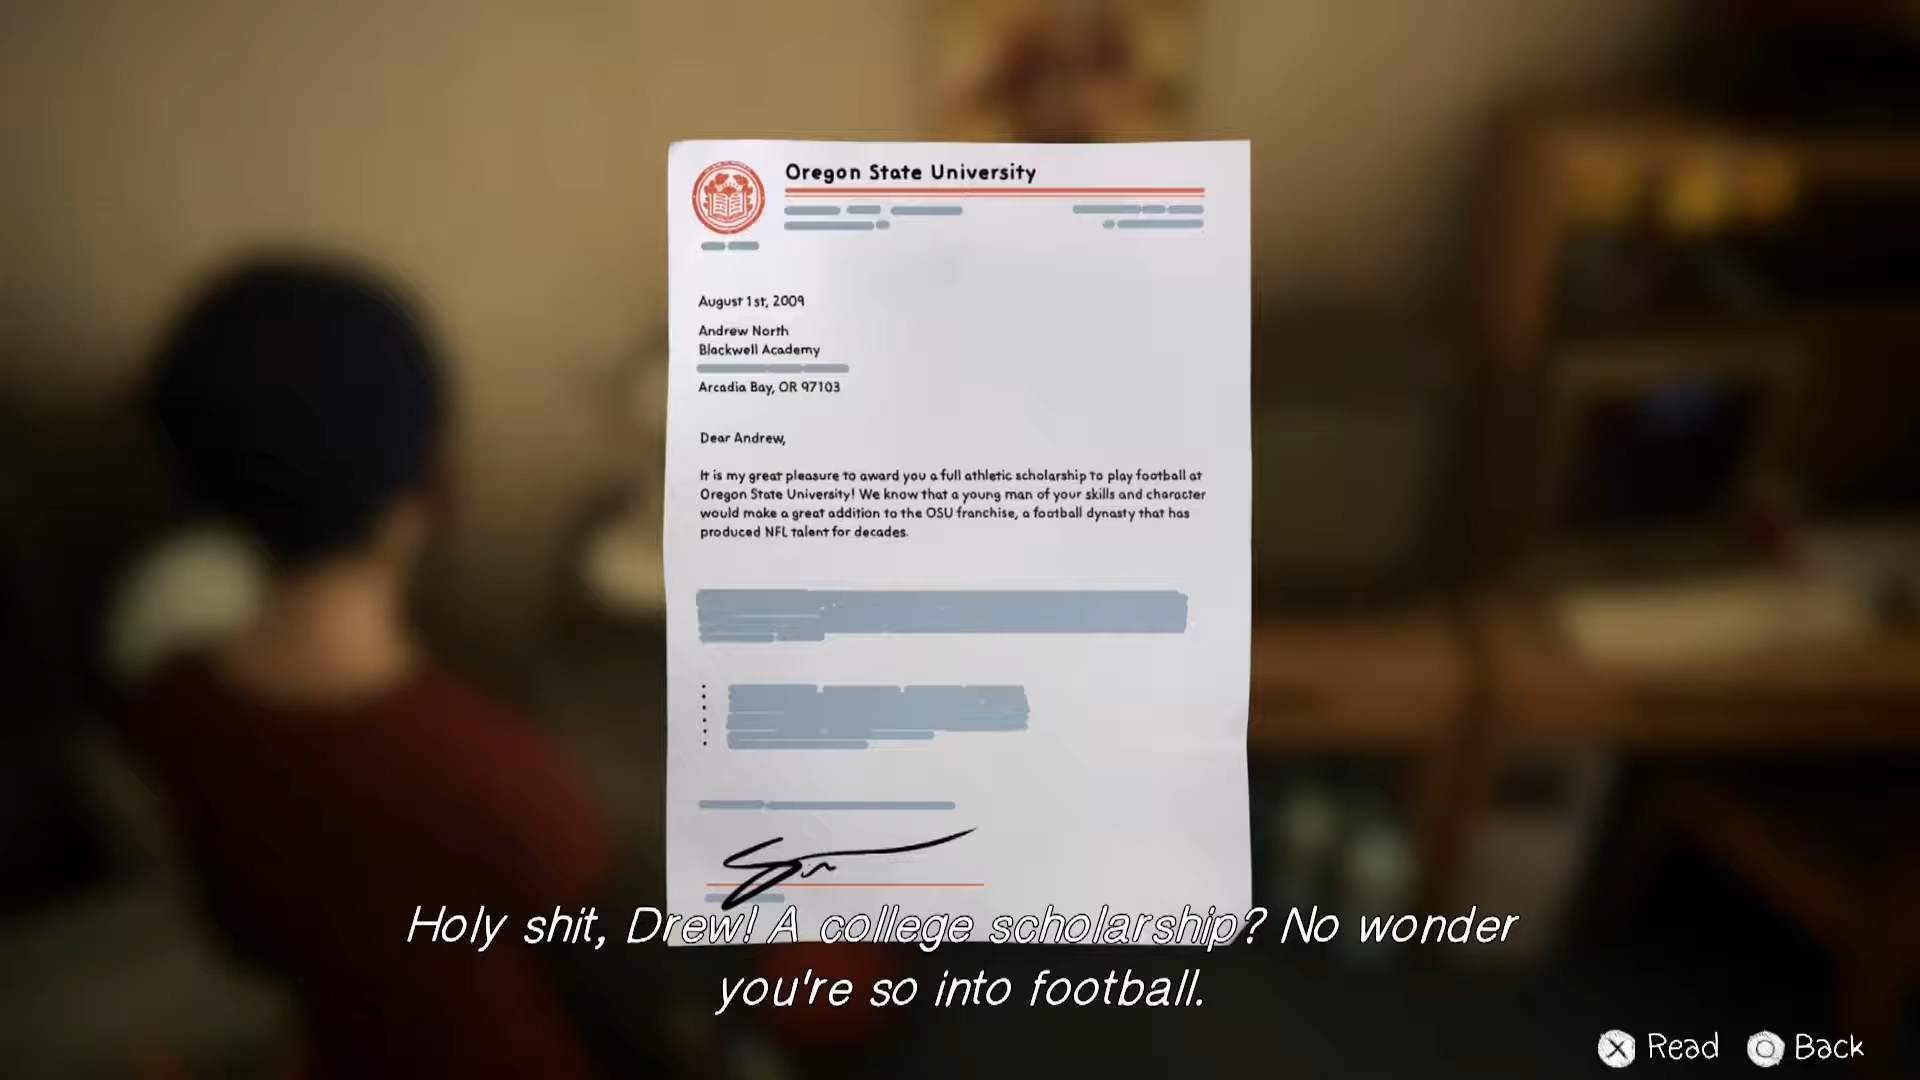 Oregon State University
August 1st, 2009
Andrew North
Blackwell Academy
Arcadia Bay, OR 97103
Dear Andrew,
It is my great pleasure to award you a full athletic scholarship to play football at
Oregon State University! We know that a young man of your skills and character
would make a great addition to the OSU franchise, a football dynasty that has
produced NFL talent for decades.
Holy shit, Drew! A college scholarship? No wonder
you're so into football.
Read Back